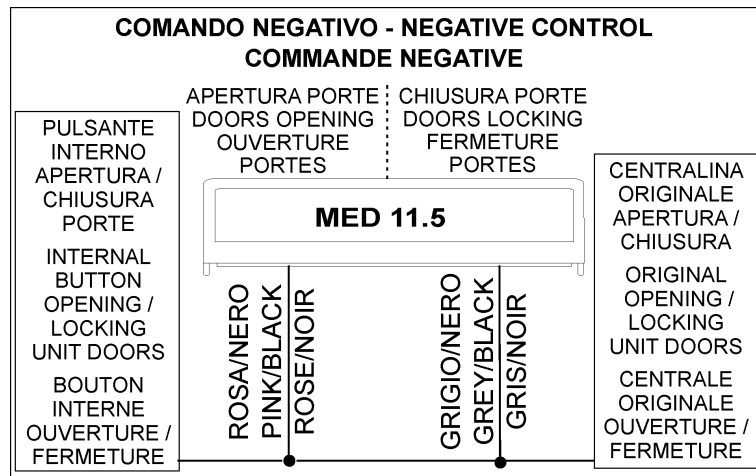 COMANDO NEGATIVO - NEGATIVE CONTROL
COMMANDE NEGATIVE
APERTURA PORTE
DOORS OPENING
OUVERTURE
PORTES
CHIUSURA PORTE
DOORS LOCKING
FERMETURE
PORTES
PULSANTE
INTERNO
APERTURA /
CHIUSURA
PORTE
INTERNAL
BUTTON
OPENING /
LOCKING
UNIT DOORS
BOUTON
INTERNE
OUVERTURE /
FERMETURE
MED 11.5
ROSA/NERO
PINK/BLACK
ROSE/NOIR
GRIGIO/NERO
GREY/BLACK
GRIS/NOIR
CENTRALINA
ORIGINALE
APERTURA /
CHIUSURA
ORIGINAL
OPENING /
LOCKING
UNIT DOORS
CENTRALE
ORIGINALE
OUVERTURE /
FERMETURE